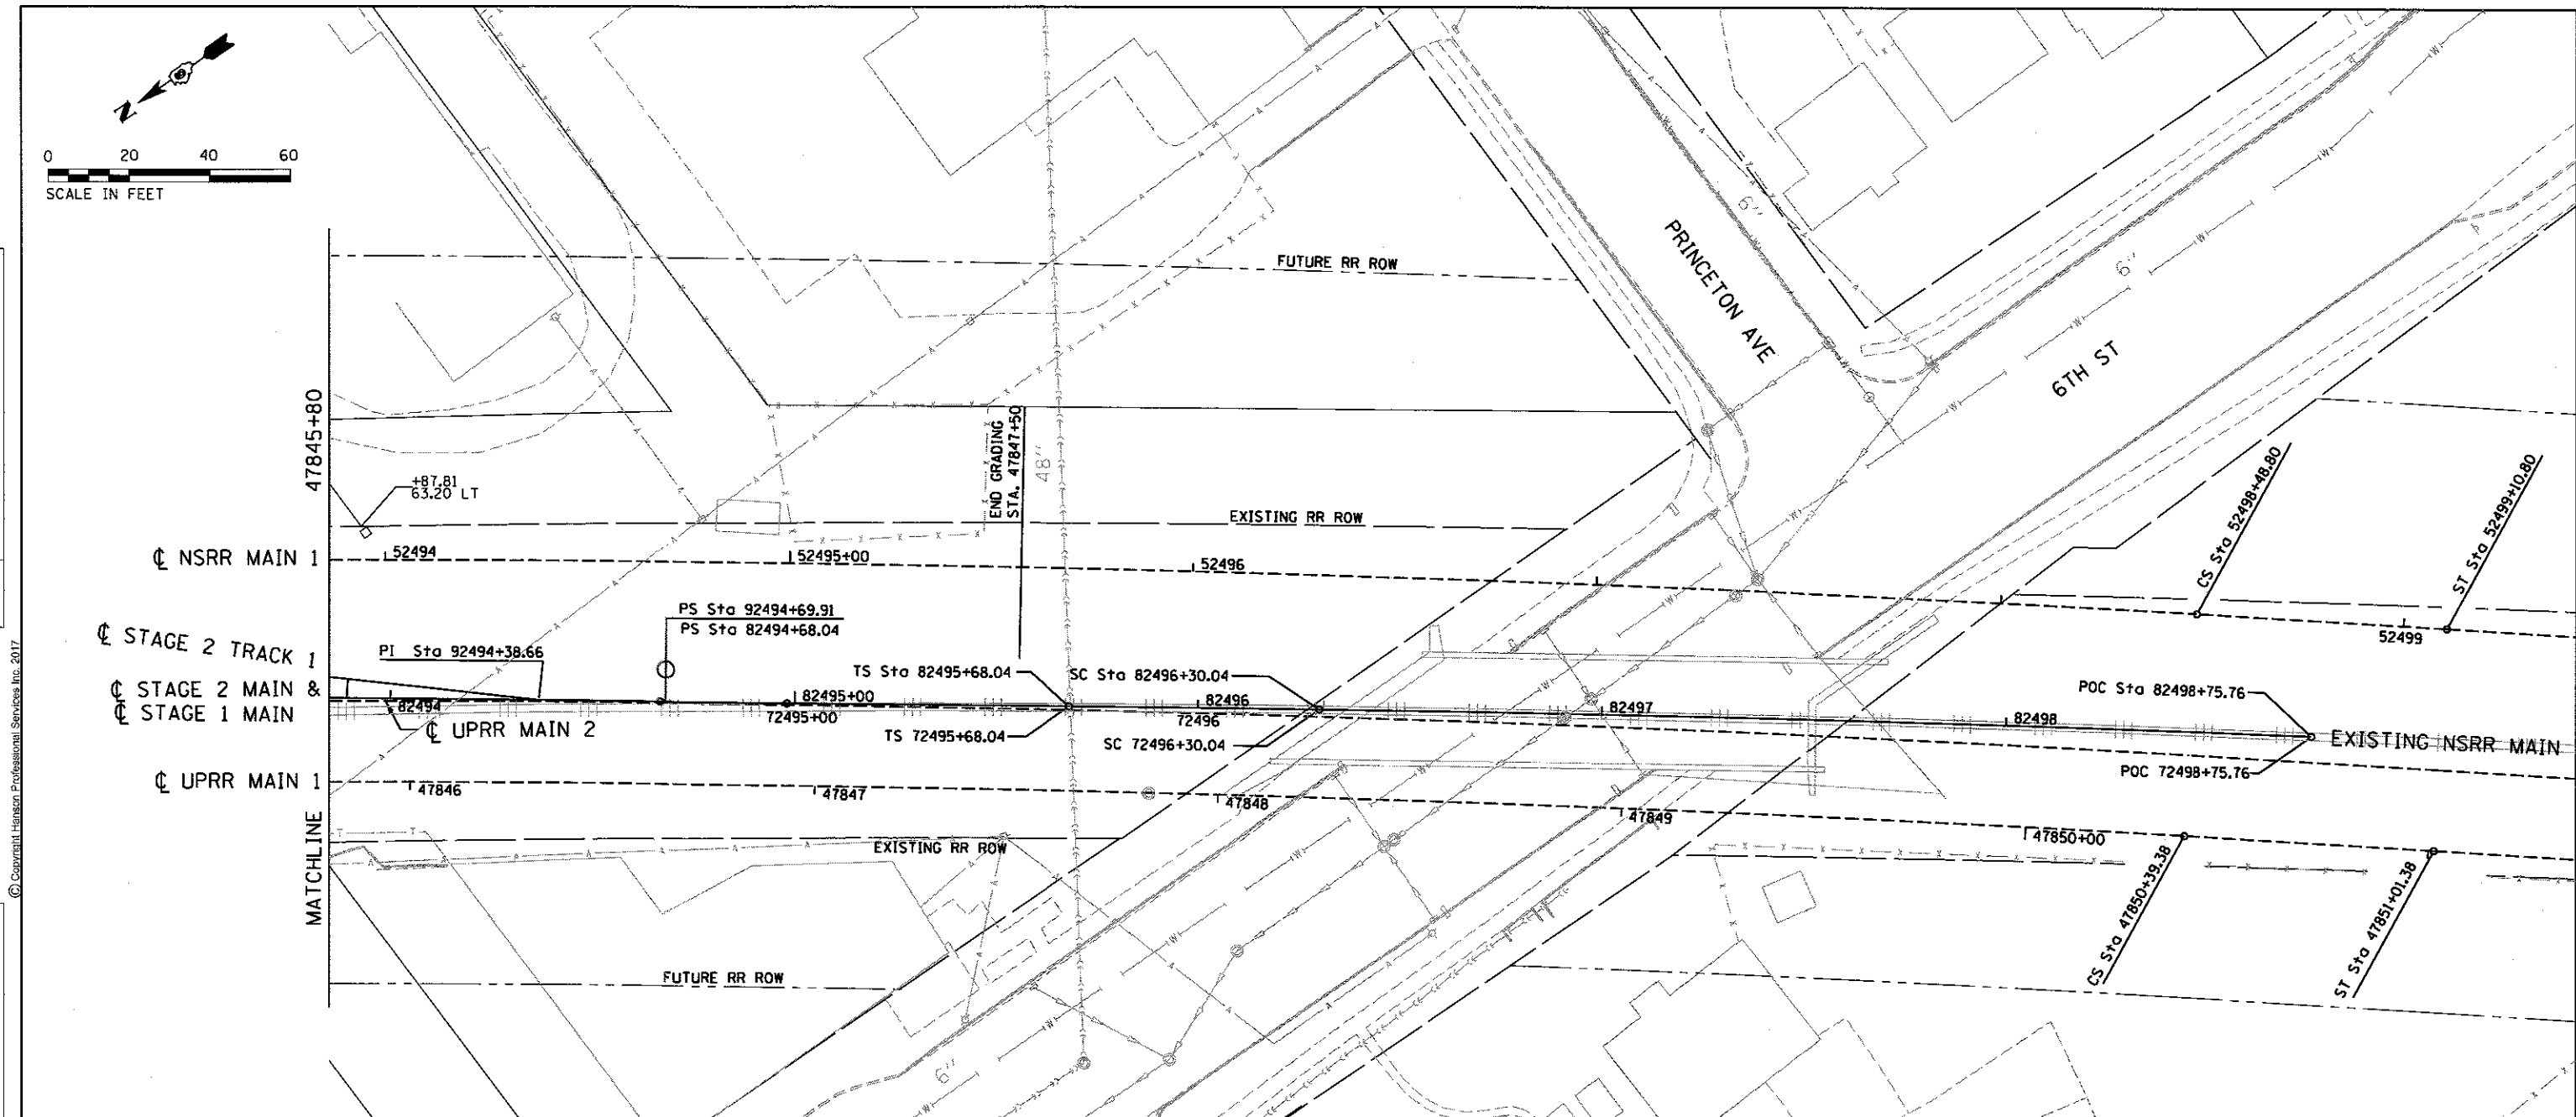 N
0 20 40 60
SCALE IN FEET
FUTURE RR ROW
PRINCETON AVE
6''
6''
6TH ST
47845+80
MATCHLINE
+87.81
63.20 LT
END GRADING
STA. 47847+50
48''
EXISTING RR ROW
CS Sta 52498+48.80
ST Sta 52499+10.80
℄ NSRR MAIN 1
52494
52495+00
52496
52499
PS Sta 92494+69.91
PS Sta 82494+68.04
℄ STAGE 2 TRACK 1
PI Sta 92494+38.66
TS Sta 82495+68.04
SC Sta 82496+30.04
POC Sta 82498+75.76
℄ STAGE 2 MAIN &
℄ STAGE 1 MAIN
82494
82495+00
72495+00
82496
72496
82497
82498
℄ UPRR MAIN 2
TS 72495+68.04
SC 72496+30.04
EXISTING NSRR MAIN
POC 72498+75.76
℄ UPRR MAIN 1
47846
47847
47848
47849
47850+00
EXISTING RR ROW
CS Sta 47850+39.38
ST Sta 47851+01.38
FUTURE RR ROW
6''
© Copyright Hanson Professional Services Inc. 2017